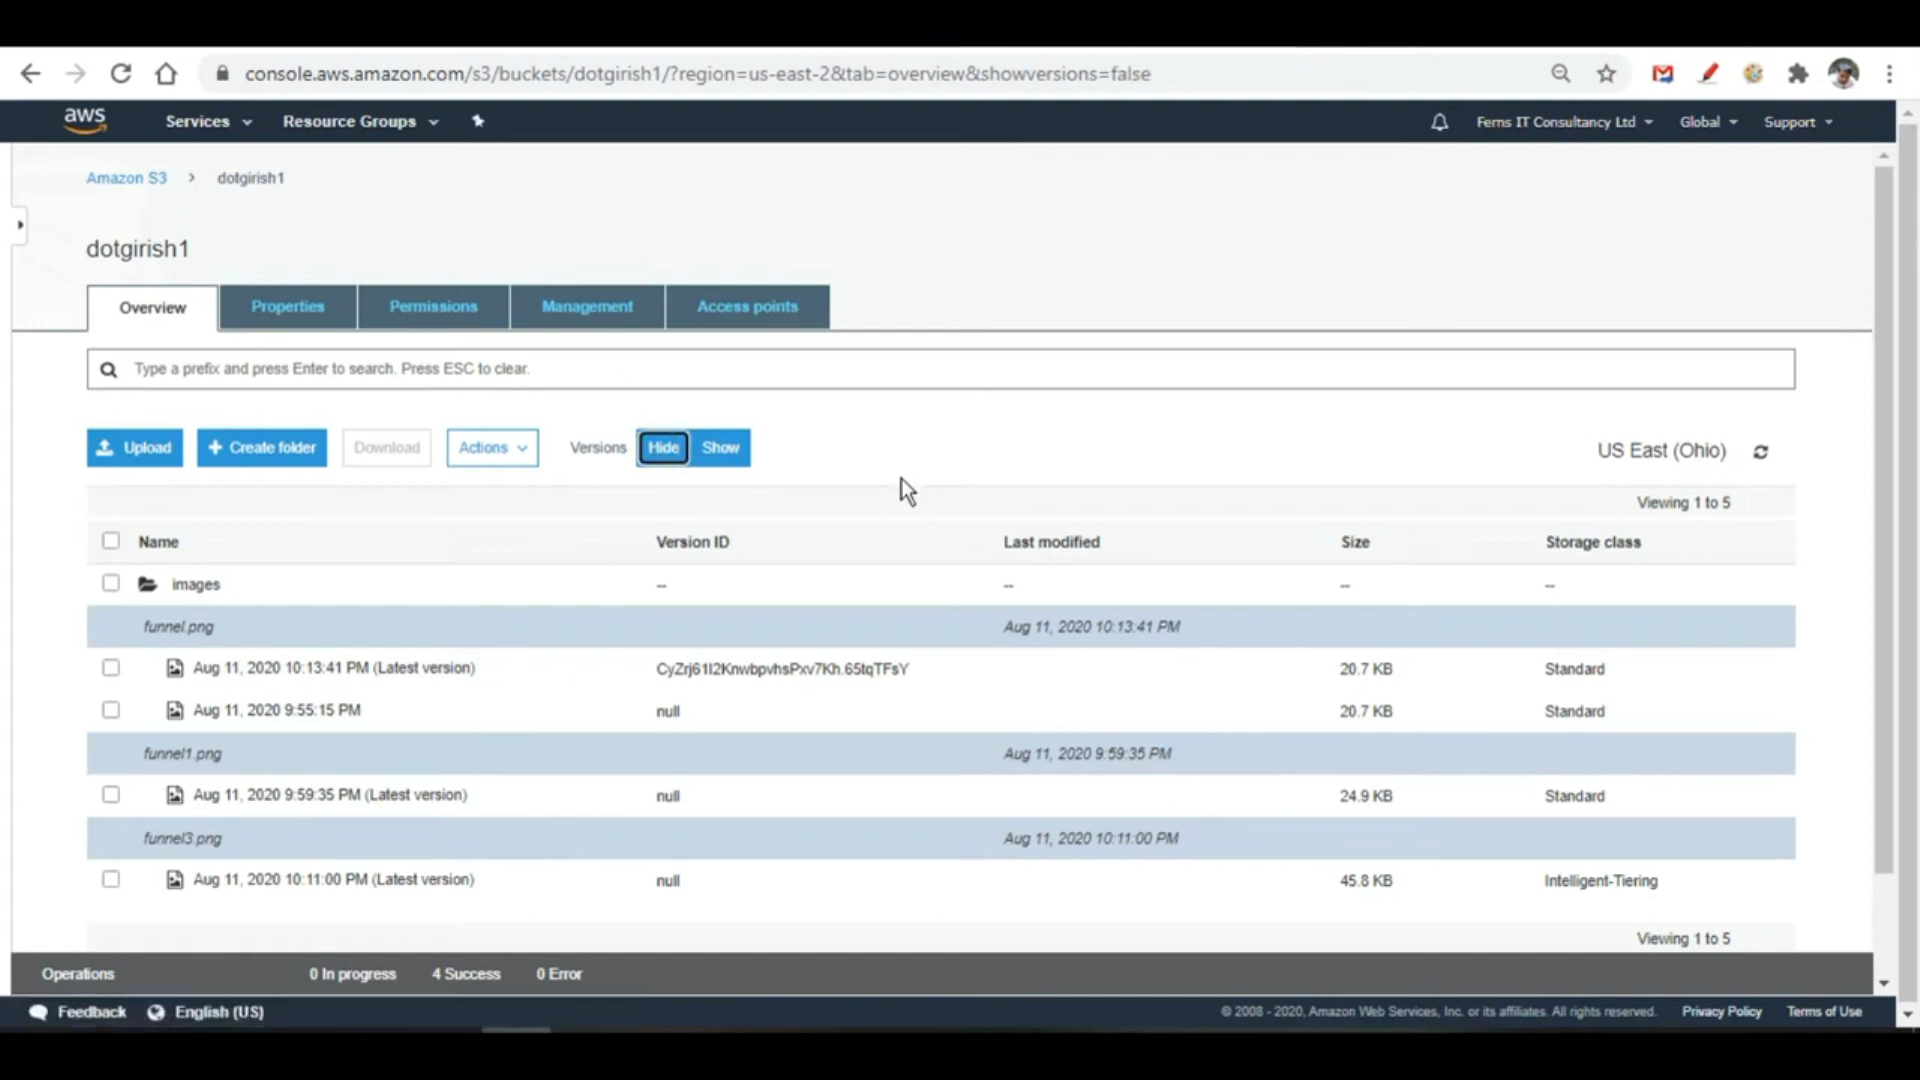 console.aws.amazon.com/s3/buckets/dotgirish1/?region=us-east-2&tab=overview&showversions=false
aws Services Resource Groups Ferns IT Consultancy Ltd Global Support
Amazon S3 > dotgirish1
dotgirish1
Overview Properties Permissions Management Access points
Type a prefix and press Enter to search. Press ESC to clear.
Upload + Create folder Download Actions Versions Hide Show US East (Ohio)
Viewing 1 to 5
Name Version ID Last modified Size Storage class
images -- -- -- --
funnel.png Aug 11, 2020 10:13:41 PM
Aug 11, 2020 10:13:41 PM (Latest version) 20.7 KB Standard
Aug 11, 2020 9:55:15 PM null 20.7 KB Standard
funnel1.png Aug 11, 2020 9:59:35 PM
Aug 11, 2020 9:59:35 PM (Latest version) null 24.9 KB Standard
funnel3.png Aug 11, 2020 10:11:00 PM
Aug 11, 2020 10:11:00 PM (Latest version) null 45.8 KB Intelligent-Tiering
Viewing 1 to 5
Operations 0 In progress 4 Success 0 Error
Feedback English (US) © 2008 - 2020, Amazon Web Services, Inc. or its affiliates. All rights reserved. Privacy Policy Terms of Use